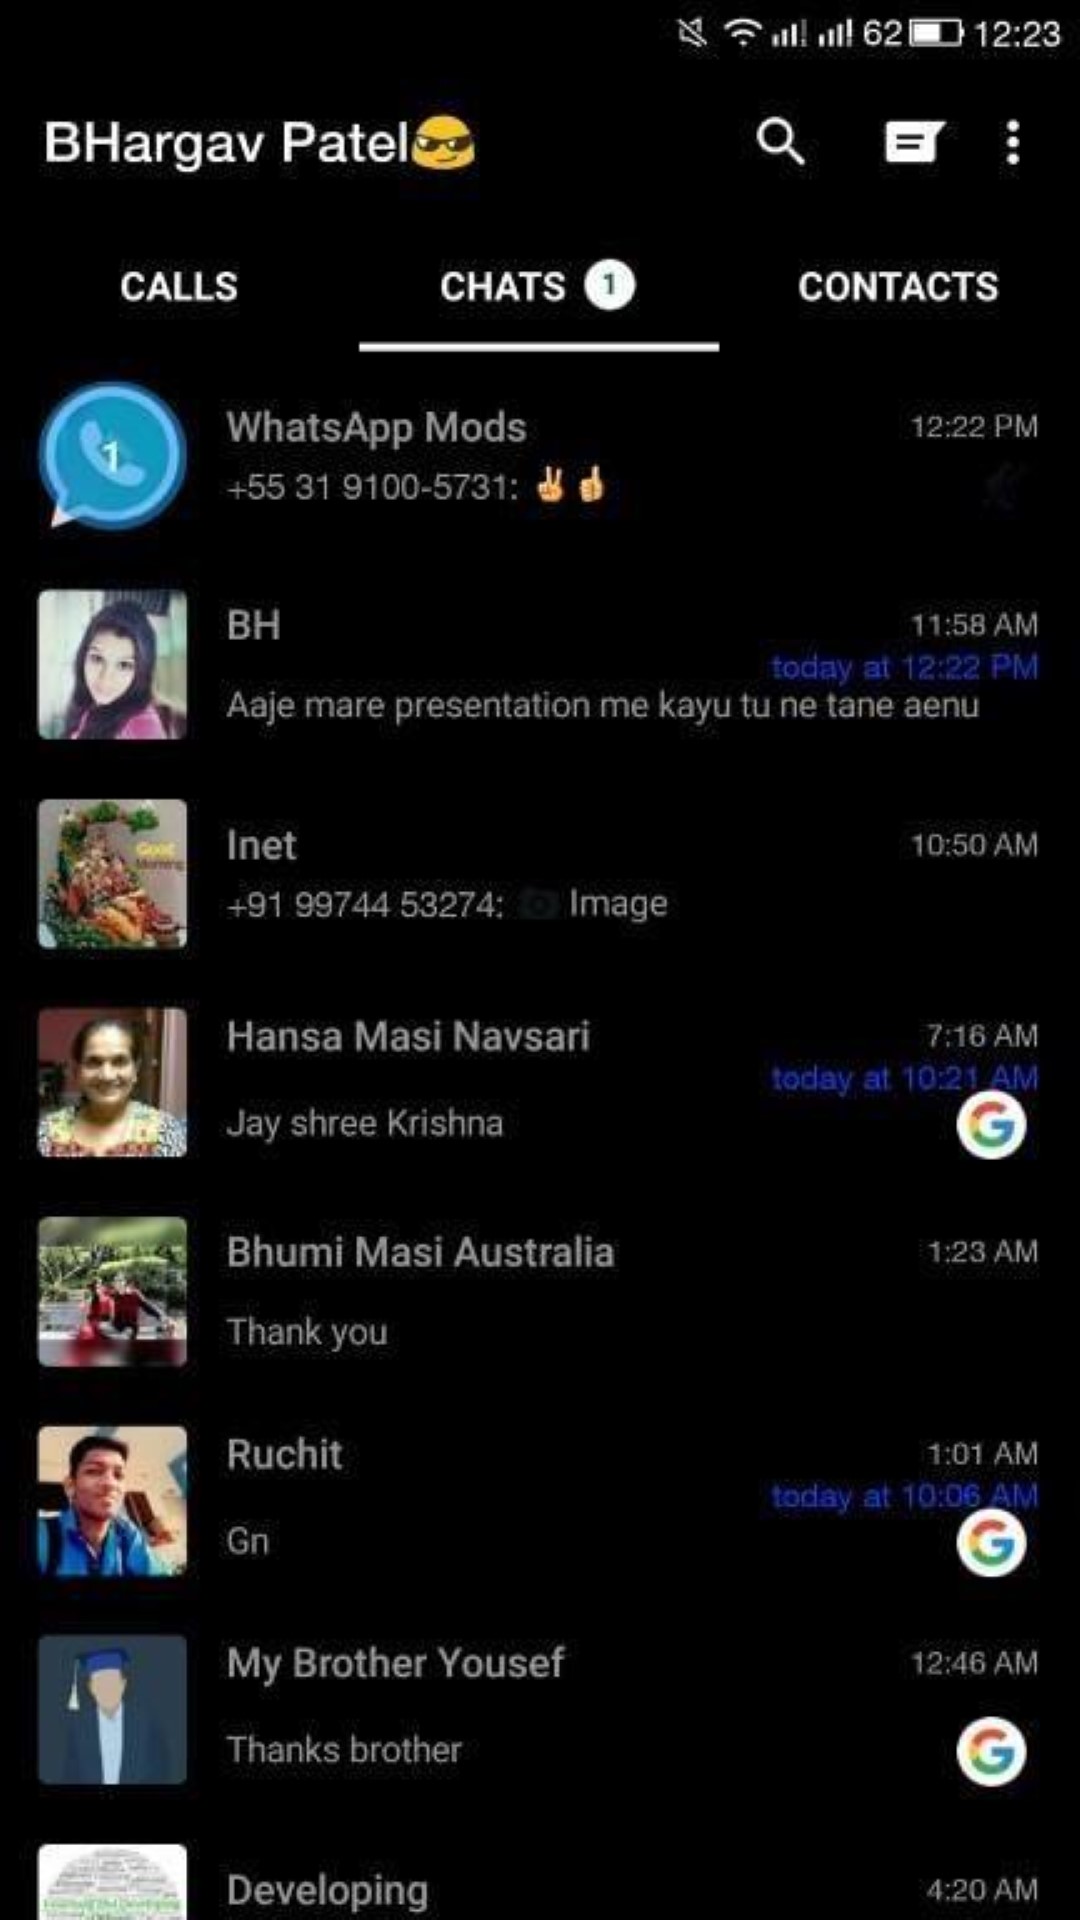 62 12:23
BHargav Patel😎
CALLS CHATS 1 CONTACTS
1
WhatsApp Mods 12:22 PM
+55 31 9100-5731: ✌👍
BH 11:58 AM
today at 12:22 PM
Aaje mare presentation me kayu tu ne tane aenu
Good
Morning
Inet 10:50 AM
+91 99744 53274: Image
Hansa Masi Navsari 7:16 AM
today at 10:21 AM
Jay shree Krishna
Bhumi Masi Australia 1:23 AM
Thank you
Ruchit 1:01 AM
today at 10:06 AM
Gn
My Brother Yousef 12:46 AM
Thanks brother
Developing 4:20 AM